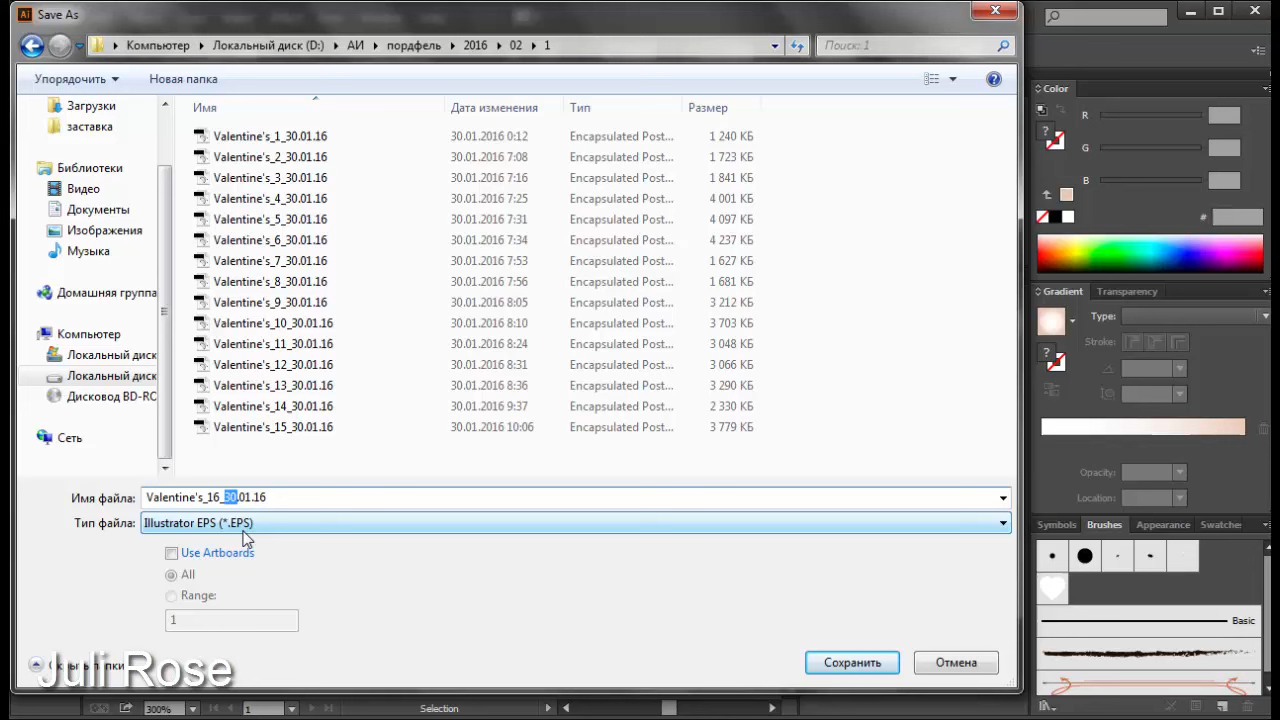 Ai Save As
Компьютер Локальный диск (D:) АИ пордфель 2016 02 1
Поиск: 1
Упорядочить Новая папка
Загрузки
заставка
Библиотеки
Видео
Документы
Изображения
Музыка
Домашняя группа
Компьютер
Локальный диск
Локальный диск
Дисковод BD-RO
Сеть
Имя Дата изменения Тип Размер
Valentine's_1_30.01.16 30.01.2016 0:12 Encapsulated Post... 1 240 КБ
Valentine's_2_30.01.16 30.01.2016 7:08 Encapsulated Post... 1 723 КБ
Valentine's_3_30.01.16 30.01.2016 7:16 Encapsulated Post... 1 841 КБ
Valentine's_4_30.01.16 30.01.2016 7:25 Encapsulated Post... 4 001 КБ
Valentine's_5_30.01.16 30.01.2016 7:31 Encapsulated Post... 4 097 КБ
Valentine's_6_30.01.16 30.01.2016 7:34 Encapsulated Post... 4 237 КБ
Valentine's_7_30.01.16 30.01.2016 7:53 Encapsulated Post... 1 627 КБ
Valentine's_8_30.01.16 30.01.2016 7:56 Encapsulated Post... 1 681 КБ
Valentine's_9_30.01.16 30.01.2016 8:05 Encapsulated Post... 3 212 КБ
Valentine's_10_30.01.16 30.01.2016 8:10 Encapsulated Post... 3 703 КБ
Valentine's_11_30.01.16 30.01.2016 8:24 Encapsulated Post... 3 048 КБ
Valentine's_12_30.01.16 30.01.2016 8:31 Encapsulated Post... 3 066 КБ
Valentine's_13_30.01.16 30.01.2016 8:36 Encapsulated Post... 3 290 КБ
Valentine's_14_30.01.16 30.01.2016 9:37 Encapsulated Post... 2 330 КБ
Valentine's_15_30.01.16 30.01.2016 10:06 Encapsulated Post... 3 779 КБ
Имя файла: Valentine's_16_30.01.16
Тип файла: Illustrator EPS (*.EPS)
Use Artboards
All
Range:
1
Скрыть папки
Juli Rose
Сохранить Отмена
300% 1 Selection
Color
R
G
B
#
Gradient Transparency
Type:
Stroke:
Opacity:
Location:
Symbols Brushes Appearance Swatches
Basic